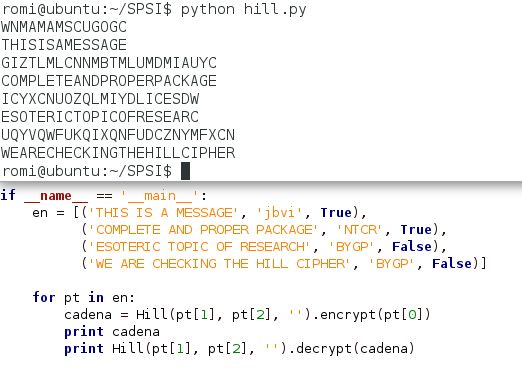 romi@ubuntu:~/SPSI$ python hill.py
WNMAMAMSCUGOGC
THISISAMESSAGE
GIZTLMLCNNMBTMLUMDMIAUYC
COMPLETEANDPROPERPACKAGE
ICYXCNUOZQLMIYDLICESDW
ESOTERICTOPICOFRESEARC
UQYVQWFUKQIXQNFUDCZNYMFXCN
WEARECHECKINGTHEHILLCIPHER
romi@ubuntu:~/SPSI$
if __name__ == '__main__':
    en = [('THIS IS A MESSAGE', 'jbvi', True),
          ('COMPLETE AND PROPER PACKAGE', 'NTCR', True),
          ('ESOTERIC TOPIC OF RESEARCH', 'BYGP', False),
          ('WE ARE CHECKING THE HILL CIPHER', 'BYGP', False)]
    for pt in en:
        cadena = Hill(pt[1], pt[2], '').encrypt(pt[0])
        print cadena
        print Hill(pt[1], pt[2], '').decrypt(cadena)